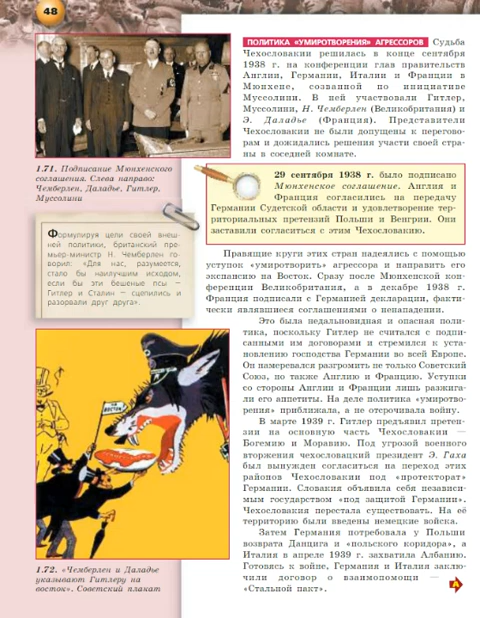 48
ПОЛИТИКА «УМИРОТВОРЕНИЯ» АГРЕССОРОВ Судьба
Чехословакии решилась в конце сентября
1938 г. на конференции глав правительств
Англии, Германии, Италии и Франции в
Мюнхене, созванной по инициативе
Муссолини. В ней участвовали Гитлер,
Муссолини, Н. Чемберлен (Великобритания) и
Э. Даладье (Франция). Представители
Чехословакии не были допущены к перегово-
рам и дожидались решения участи своей стра-
ны в соседней комнате.
1.71. Подписание Мюнхенского
соглашения. Слева направо:
Чемберлен, Даладье, Гитлер,
Муссолини
29 сентября 1938 г. было подписано
Мюнхенское соглашение. Англия и
Франция согласились на передачу
Германии Судетской области и удовлетворение тер-
риториальных претензий Польши и Венгрии. Они
заставили согласиться с этим Чехословакию.
Формулируя цели своей внеш-
ней политики, британский пре-
мьер-министр Н. Чемберлен го-
ворил: «Для нас, разумеется,
стало бы наилучшим исходом,
если бы эти бешеные псы –
Гитлер и Сталин – сцепились и
разорвали друг друга».
Правящие круги этих стран надеялись с помощью
уступок «умиротворить» агрессора и направить его
экспансию на Восток. Сразу после Мюнхенской кон-
ференции Великобритания, а в декабре 1938 г.
Франция подписали с Германией декларации, факти-
чески являвшиеся соглашениями о ненападении.
Это была недальновидная и опасная поли-
тика, поскольку Гитлер не считался с подпи-
санными им договорами и стремился к уста-
новлению господства Германии во всей Европе.
Он намеревался разгромить не только Советский
Союз, но также Англию и Францию. Уступки
со стороны Англии и Франции лишь разжига-
ли его аппетиты. На деле политика «умиротво-
рения» приближала, а не отсрочивала войну.
В марте 1939 г. Гитлер предъявил претен-
зии на основную часть Чехословакии —
Богемию и Моравию. Под угрозой военного
вторжения чехословацкий президент Э. Гаха
был вынужден согласиться на переход этих
районов Чехословакии под «протекторат»
Германии. Словакия объявила себя независи-
мым государством «под защитой Германии».
Чехословакия перестала существовать. На её
территорию были введены немецкие войска.
Затем Германия потребовала у Польши
возврата Данцига и «польского коридора», а
Италия в апреле 1939 г. захватила Албанию.
Готовясь к войне, Германия и Италия заклю-
чили договор о взаимопомощи —
«Стальной пакт».
А
НА
ВОСТОК!
1.72. «Чемберлен и Даладье
указывают Гитлеру на
восток». Советский плакат